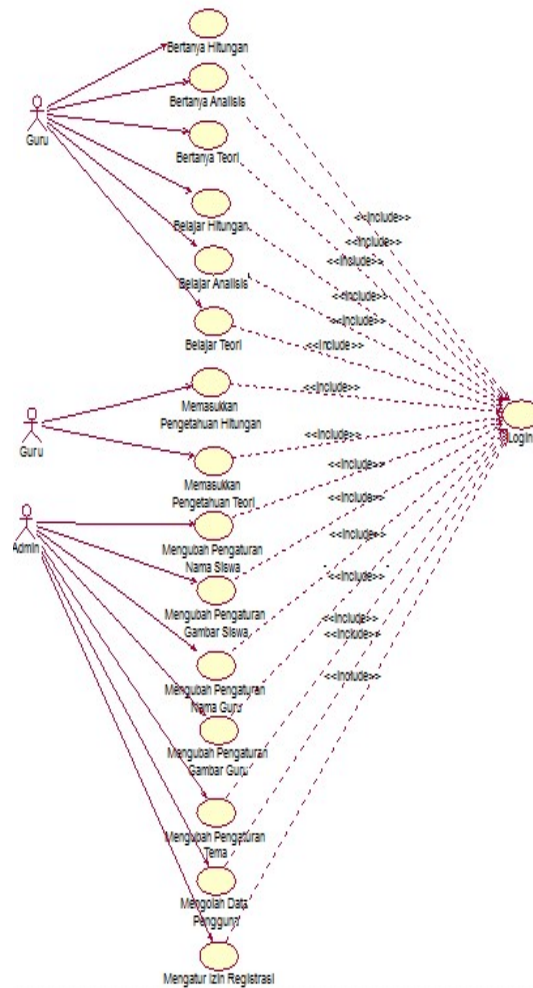 Bertanya Hitungan
Bertanya Analisis
Guru
Bertanya Teori
<<include>>
Belajar Hitungan
<<include>>
<<include>>
Belajar Analisis
<<include>>
<<include>>
Belajar Teori
<<include>>
Memasukkan
Pengetahuan Hitungan
<<include>>
Login
Guru
Memasukkan
Pengetahuan Teori
<<include>>
<<include>>
Admin
Mengubah Pengaturan
Nama Siswa
<<include>>
Mengubah Pengaturan
Gambar Siswa
<<include>>
Mengubah Pengaturan
Nama Guru
<<include>>
<<include>>
Mengubah Pengaturan
Gambar Guru
<<include>>
Mengubah Pengaturan
Tema
Mengolah Data
Pengguna
Mengatur Izin Registrasi